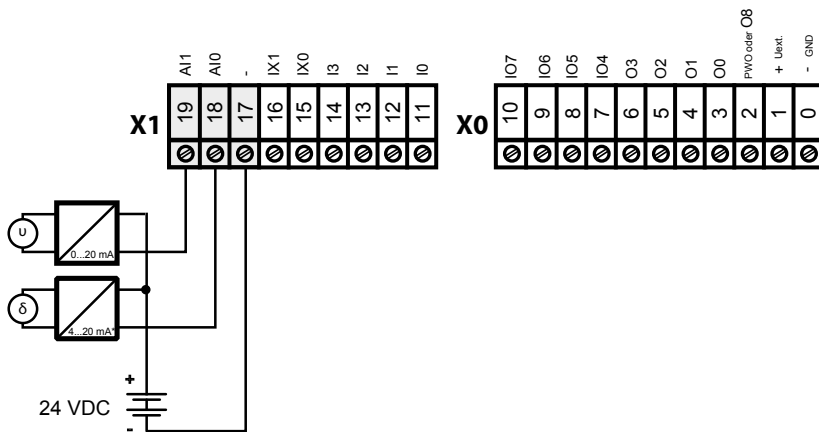 AI1 AI0 - IX1 IX0 I3 I2 I1 I0
X1 19 18 17 16 15 14 13 12 11
IO7 IO6 IO5 IO4 O3 O2 O1 O0 PWO oder O8 + Uext. - GND
X0 10 9 8 7 6 5 4 3 2 1 0
υ
0...20 mA
δ
4...20 mA*
+
24 VDC
-